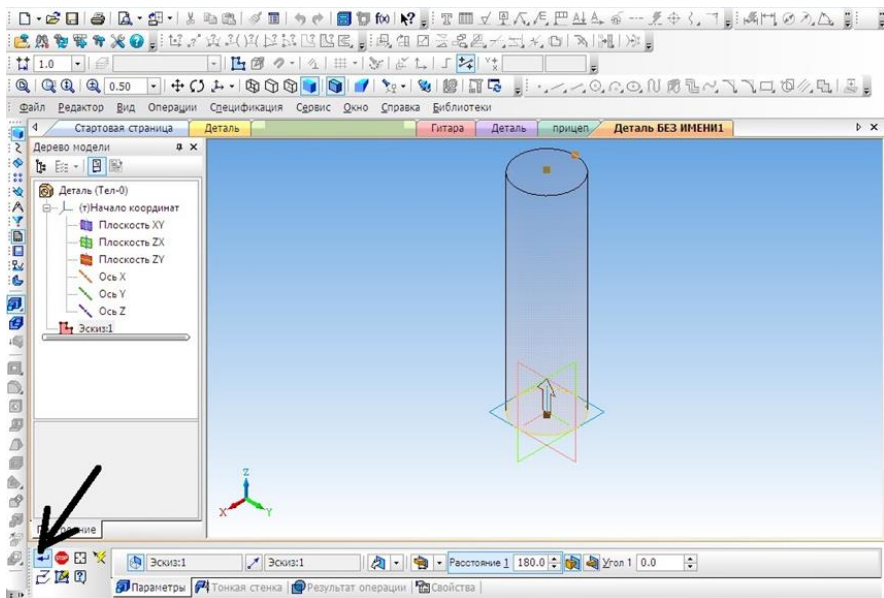 1.0
0.50
Файл Редактор Вид Операции Спецификация Сервис Окно Справка Библиотеки
Стартовая страница Деталь Гитара Деталь прицеп Деталь БЕЗ ИМЕНИ1
Дерево модели
Деталь (Тел-0)
(т)Начало координат
Плоскость XY
Плоскость ZX
Плоскость ZY
Ось X
Ось Y
Ось Z
Эскиз:1
Z
X
Y
STOP Эскиз:1 Эскиз:1 Расстояние 1 180.0 Угол 1 0.0
Параметры Тонкая стенка Результат операции Свойства